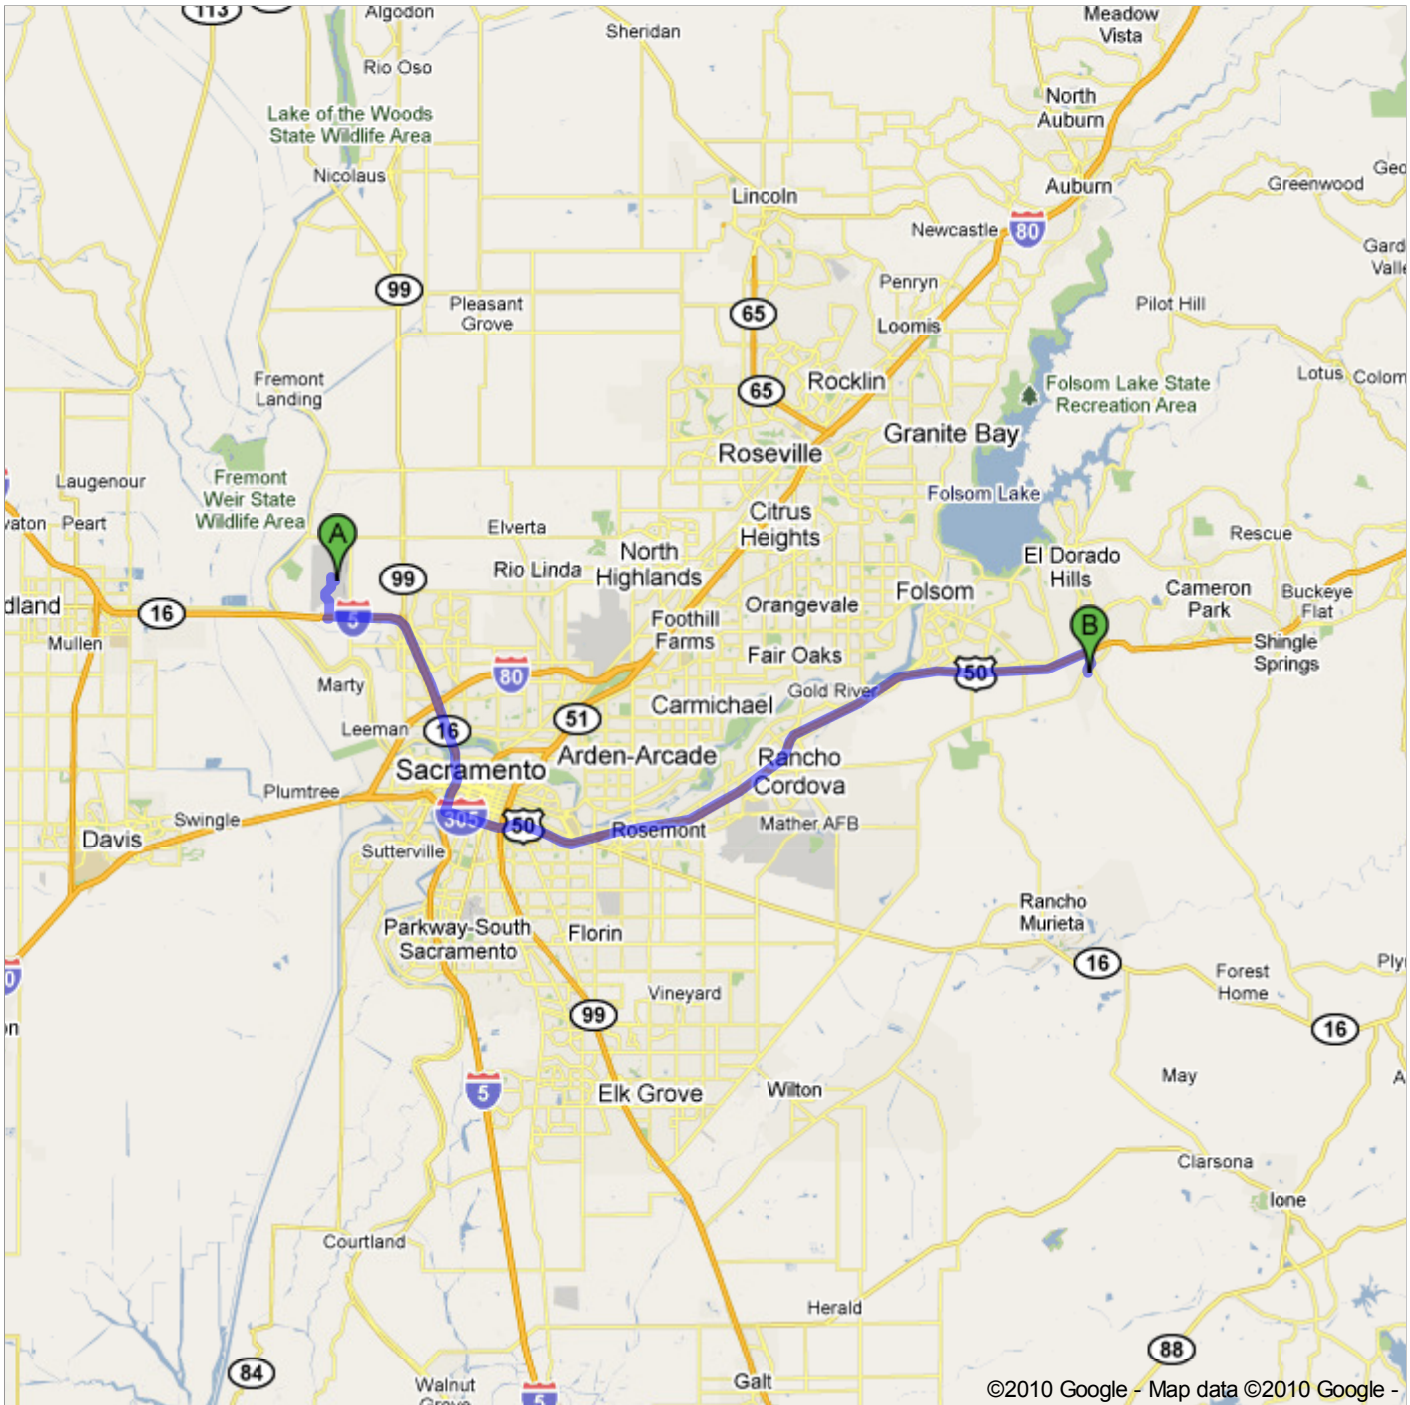 113
Algodon
Meadow
Vista
Sheridan
Rio Oso
North
Auburn
Lake of the Woods
State Wildlife Area
Nicolaus
Auburn
Greenwood
Lincoln
Newcastle
80
99
Penryn
Pleasant
Grove
65
Loomis
Pilot Hill
Fremont
Landing
65
Rocklin
Folsom Lake State
Recreation Area
Lotus
Granite Bay
Roseville
Laugenour
Fremont
Weir State
Wildlife Area
Folsom Lake
Citrus
Heights
Peart
A
Elverta
Rescue
North
Highlands
El Dorado
Hills
Rio Linda
99
Folsom
Cameron
Park
Buckeye
Flat
Orangevale
16
5
Foothill
Farms
B
Mullen
Fair Oaks
Shingle
Springs
80
50
Marty
Gold River
Carmichael
51
Leeman
16
Arden-Arcade
Rancho
Cordova
Sacramento
Plumtree
Swingle
305
50
Rosemont
Mather AFB
Davis
Sutterville
Rancho
Murieta
Parkway-South
Sacramento
Florin
16
Forest
Home
Vineyard
99
16
May
5
Elk Grove
Wilton
Clarsona
Ione
Courtland
Herald
88
84
Walnut
Grove
5
Galt
©2010 Google - Map data ©2010 Google -